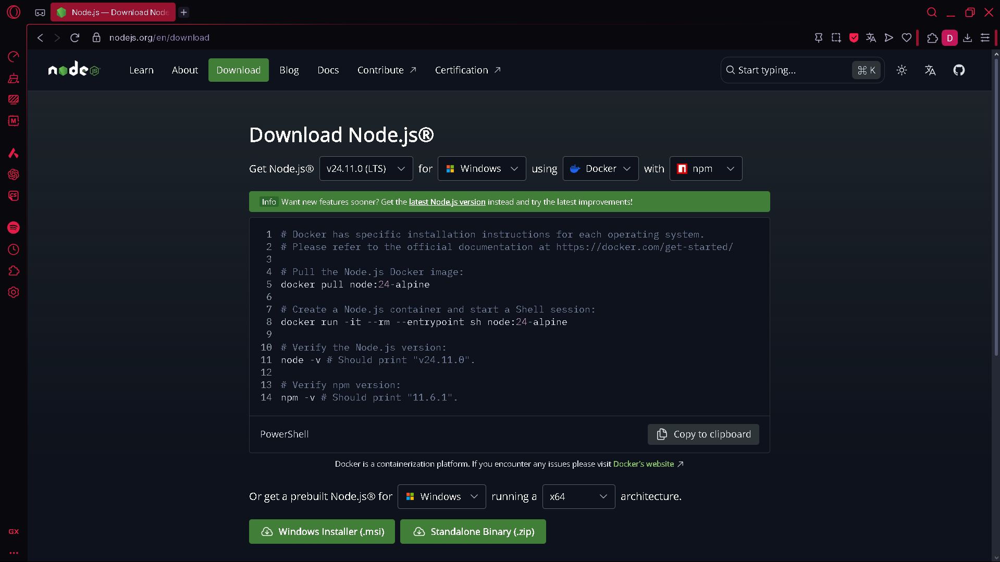 Node.js — Download Node
nodejs.org/en/download
D
M
CS
GX
node JS
Learn About Download Blog Docs Contribute Certification
Start typing... ⌘ K
Download Node.js®
Get Node.js® v24.11.0 (LTS) for Windows using Docker with npm
Info Want new features sooner? Get the latest Node.js version instead and try the latest improvements!
1 # Docker has specific installation instructions for each operating system.
2 # Please refer to the official documentation at https://docker.com/get-started/
3
4 # Pull the Node.js Docker image:
5 docker pull node:24-alpine
6
7 # Create a Node.js container and start a Shell session:
8 docker run -it --rm --entrypoint sh node:24-alpine
9
10 # Verify the Node.js version:
11 node -v # Should print "v24.11.0".
12
13 # Verify npm version:
14 npm -v # Should print "11.6.1".
PowerShell Copy to clipboard
Docker is a containerization platform. If you encounter any issues please visit Docker's website
Or get a prebuilt Node.js® for Windows running a x64 architecture.
Windows Installer (.msi) Standalone Binary (.zip)